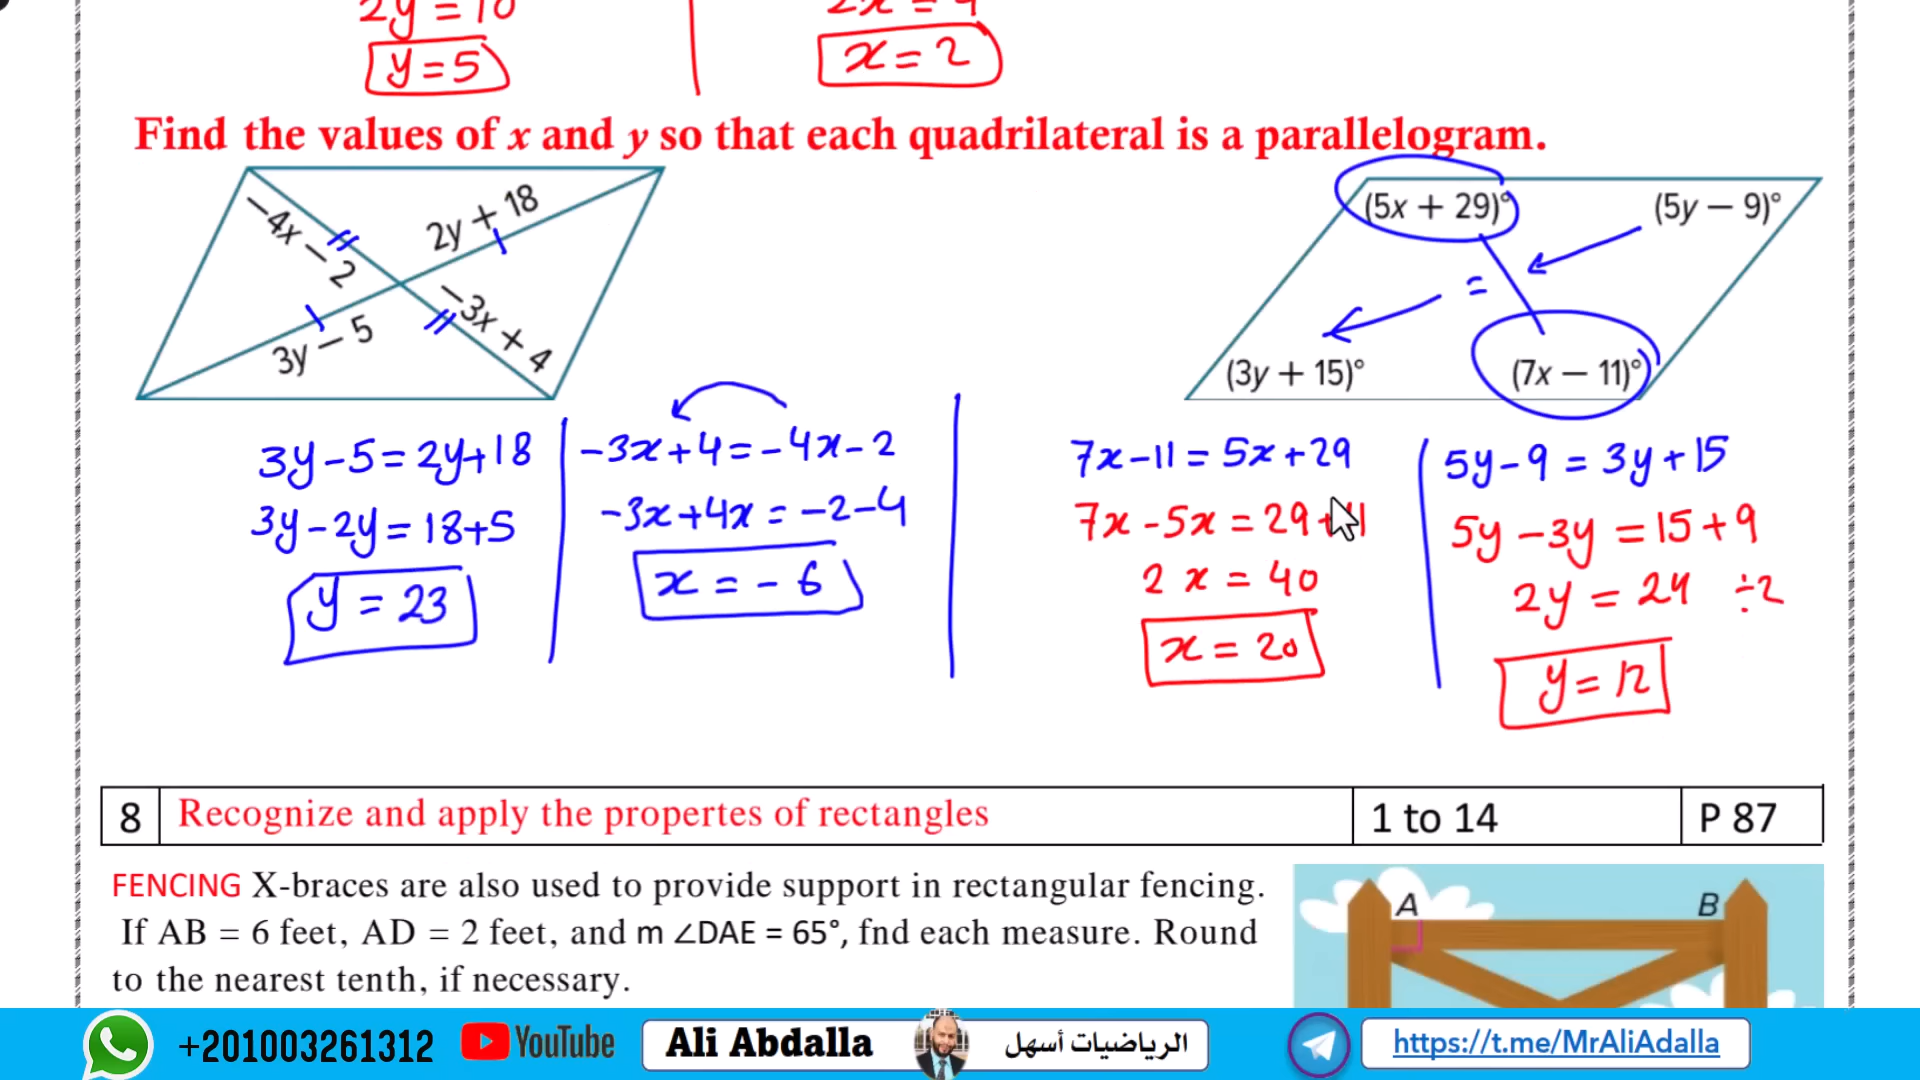 2y = 10
2x = 4
y = 5
x = 2
Find the values of x and y so that each quadrilateral is a parallelogram.
−4x − 2
2y + 18
3y − 5
−3x + 4
(5x + 29)°
(5y − 9)°
=
(3y + 15)°
(7x − 11)°
3y − 5 = 2y + 18
3y − 2y = 18 + 5
y = 23
−3x + 4 = −4x − 2
−3x + 4x = −2 − 4
x = −6
7x − 11 = 5x + 29
7x − 5x = 29 + 11
2x = 40
x = 20
5y − 9 = 3y + 15
5y − 3y = 15 + 9
2y = 24 ÷2
y = 12
8 Recognize and apply the propertes of rectangles 1 to 14 P 87
FENCING X-braces are also used to provide support in rectangular fencing.
If AB = 6 feet, AD = 2 feet, and m ∠DAE = 65°, fnd each measure. Round
to the nearest tenth, if necessary.
A
B
+201003261312 YouTube Ali Abdalla الرياضيات أسهل https://t.me/MrAliAdalla